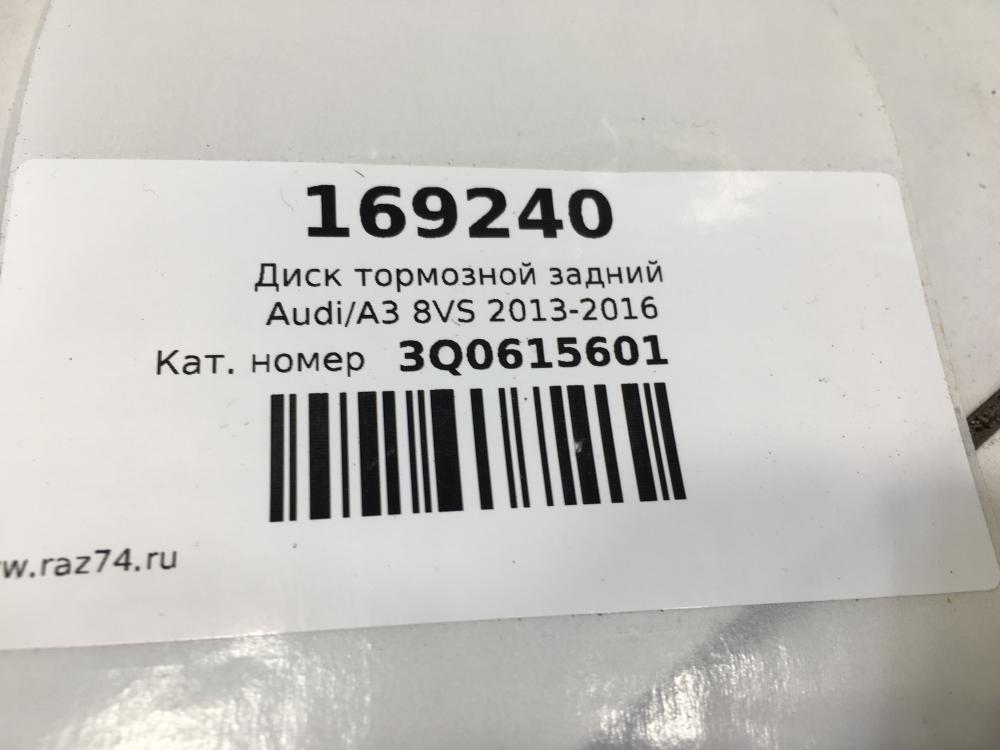 169240
Диск тормозной задний
Audi/A3 8VS 2013-2016
Кат. номер 3Q0615601
w.raz74.ru